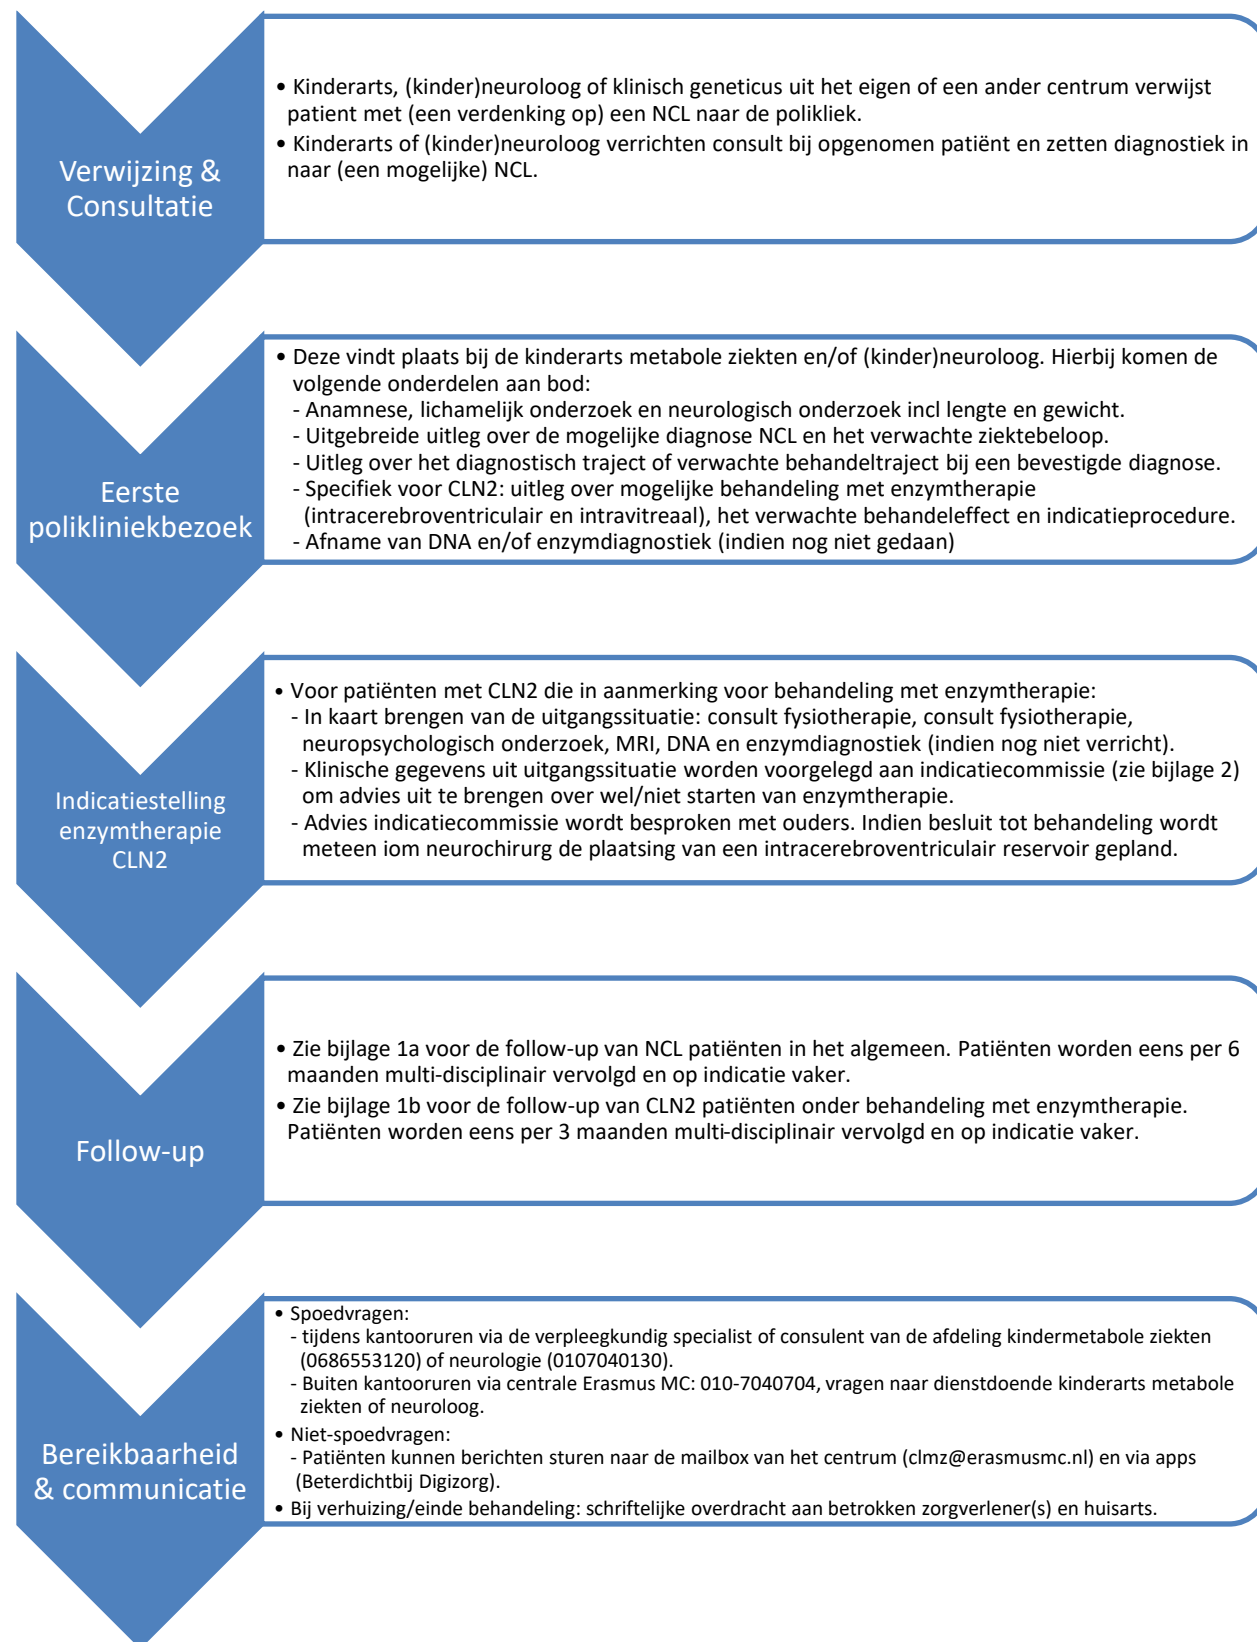 Verwijzing &
Consultatie
• Kinderarts, (kinder)neuroloog of klinisch geneticus uit het eigen of een ander centrum verwijst
patient met (een verdenking op) een NCL naar de polikliek.
• Kinderarts of (kinder)neuroloog verrichten consult bij opgenomen patiënt en zetten diagnostiek in
naar (een mogelijke) NCL.
Eerste
polikliniekbezoek
• Deze vindt plaats bij de kinderarts metabole ziekten en/of (kinder)neuroloog. Hierbij komen de
volgende onderdelen aan bod:
- Anamnese, lichamelijk onderzoek en neurologisch onderzoek incl lengte en gewicht.
- Uitgebreide uitleg over de mogelijke diagnose NCL en het verwachte ziektebeloop.
- Uitleg over het diagnostisch traject of verwachte behandeltraject bij een bevestigde diagnose.
- Specifiek voor CLN2: uitleg over mogelijke behandeling met enzymtherapie
(intracerebroventriculair en intravitreaal), het verwachte behandeleffect en indicatieprocedure.
- Afname van DNA en/of enzymdiagnostiek (indien nog niet gedaan)
Indicatiestelling
enzymtherapie
CLN2
• Voor patiënten met CLN2 die in aanmerking voor behandeling met enzymtherapie:
- In kaart brengen van de uitgangssituatie: consult fysiotherapie, consult fysiotherapie,
neuropsychologisch onderzoek, MRI, DNA en enzymdiagnostiek (indien nog niet verricht).
- Klinische gegevens uit uitgangssituatie worden voorgelegd aan indicatiecommissie (zie bijlage 2)
om advies uit te brengen over wel/niet starten van enzymtherapie.
- Advies indicatiecommissie wordt besproken met ouders. Indien besluit tot behandeling wordt
meteen iom neurochirurg de plaatsing van een intracerebroventriculair reservoir gepland.
Follow-up
• Zie bijlage 1a voor de follow-up van NCL patiënten in het algemeen. Patiënten worden eens per 6
maanden multi-disciplinair vervolgd en op indicatie vaker.
• Zie bijlage 1b voor de follow-up van CLN2 patiënten onder behandeling met enzymtherapie.
Patiënten worden eens per 3 maanden multi-disciplinair vervolgd en op indicatie vaker.
Bereikbaarheid
& communicatie
• Spoedvragen:
- tijdens kantooruren via de verpleegkundig specialist of consulent van de afdeling kindermetabole ziekten
(0686553120) of neurologie (0107040130).
- Buiten kantooruren via centrale Erasmus MC: 010-7040704, vragen naar dienstdoende kinderarts metabole
ziekten of neuroloog.
• Niet-spoedvragen:
- Patiënten kunnen berichten sturen naar de mailbox van het centrum (clmz@erasmusmc.nl) en via apps
(Beterdichtbij Digizorg).
• Bij verhuizing/einde behandeling: schriftelijke overdracht aan betrokken zorgverlener(s) en huisarts.